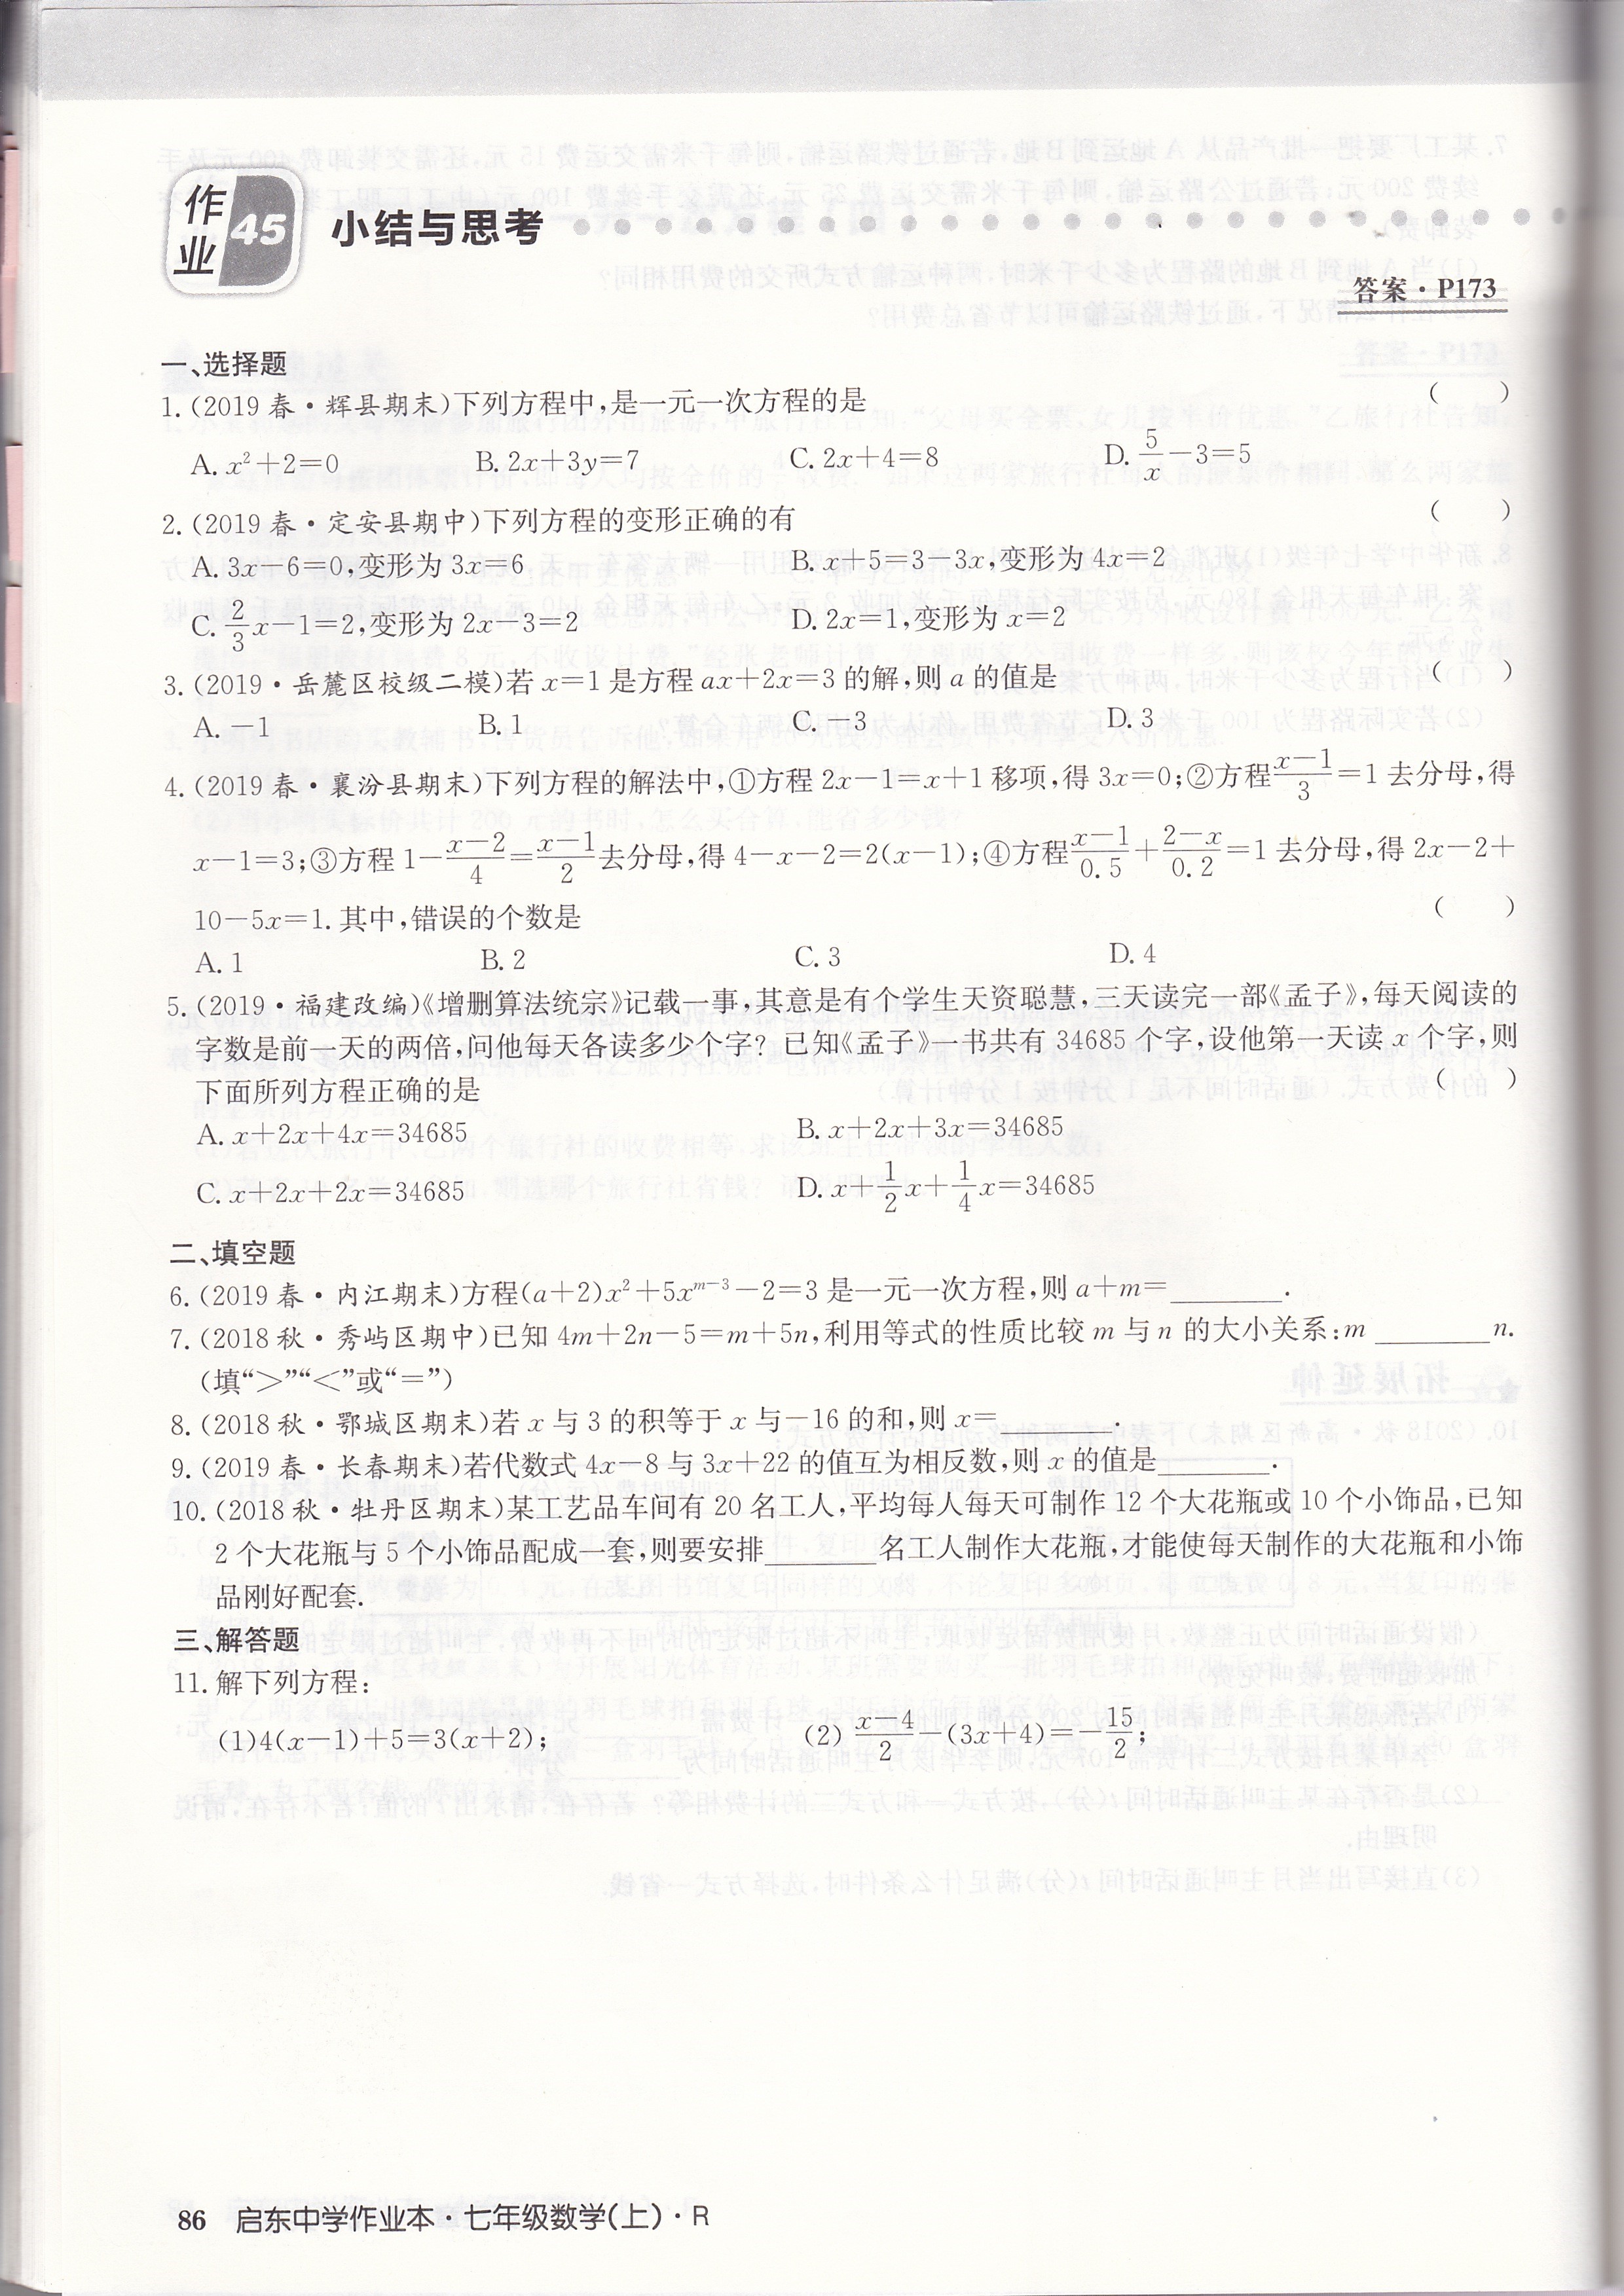 作业 45 小结与思考
答案·P173
一、选择题
1.(2019春·辉县期末)下列方程中,是一元一次方程的是 ( )
A. x²+2=0 B. 2x+3y=7 C. 2x+4=8 D. 5/x-3=5
2.(2019春·定安县期中)下列方程的变形正确的有 ( )
A. 3x-6=0,变形为 3x=6 B. x+5=3-3x,变形为 4x=2
C. 2/3x-1=2,变形为 2x-3=2 D. 2x=1,变形为 x=2
3.(2019·岳麓区校级二模)若 x=1 是方程 ax+2x=3 的解,则 a 的值是 ( )
A. -1 B. 1 C. -3 D. 3
4.(2019春·襄汾县期末)下列方程的解法中,①方程 2x-1=x+1 移项,得 3x=0;②方程(x-1)/3=1 去分母,得
x-1=3;③方程 1-(x-2)/4=(x-1)/2去分母,得 4-x-2=2(x-1);④方程(x-1)/0.5+(2-x)/0.2=1 去分母,得 2x-2+
10-5x=1. 其中,错误的个数是 ( )
A. 1 B. 2 C. 3 D. 4
5.(2019·福建改编)《增删算法统宗》记载一事,其意是有个学生天资聪慧,三天读完一部《孟子》,每天阅读的
字数是前一天的两倍,问他每天各读多少个字? 已知《孟子》一书共有 34685 个字,设他第一天读 x 个字,则
下面所列方程正确的是 ( )
A. x+2x+4x=34685 B. x+2x+3x=34685
C. x+2x+2x=34685 D. x+1/2x+1/4x=34685
二、填空题
6.(2019春·内江期末)方程(a+2)x²+5x^(m-3)-2=3 是一元一次方程,则 a+m=________.
7.(2018秋·秀屿区期中)已知 4m+2n-5=m+5n,利用等式的性质比较 m 与 n 的大小关系:m ________n.
(填“>”“<”或“=”)
8.(2018秋·鄂城区期末)若 x 与 3 的积等于 x 与-16 的和,则 x=________.
9.(2019春·长春期末)若代数式 4x-8 与 3x+22 的值互为相反数,则 x 的值是________.
10.(2018秋·牡丹区期末)某工艺品车间有 20 名工人,平均每人每天可制作 12 个大花瓶或 10 个小饰品,已知
2 个大花瓶与 5 个小饰品配成一套,则要安排________名工人制作大花瓶,才能使每天制作的大花瓶和小饰
品刚好配套.
三、解答题
11. 解下列方程:
(1)4(x-1)+5=3(x+2); (2) (x-4)/2-(3x+4)=-15/2;
86 启东中学作业本·七年级数学(上)·R